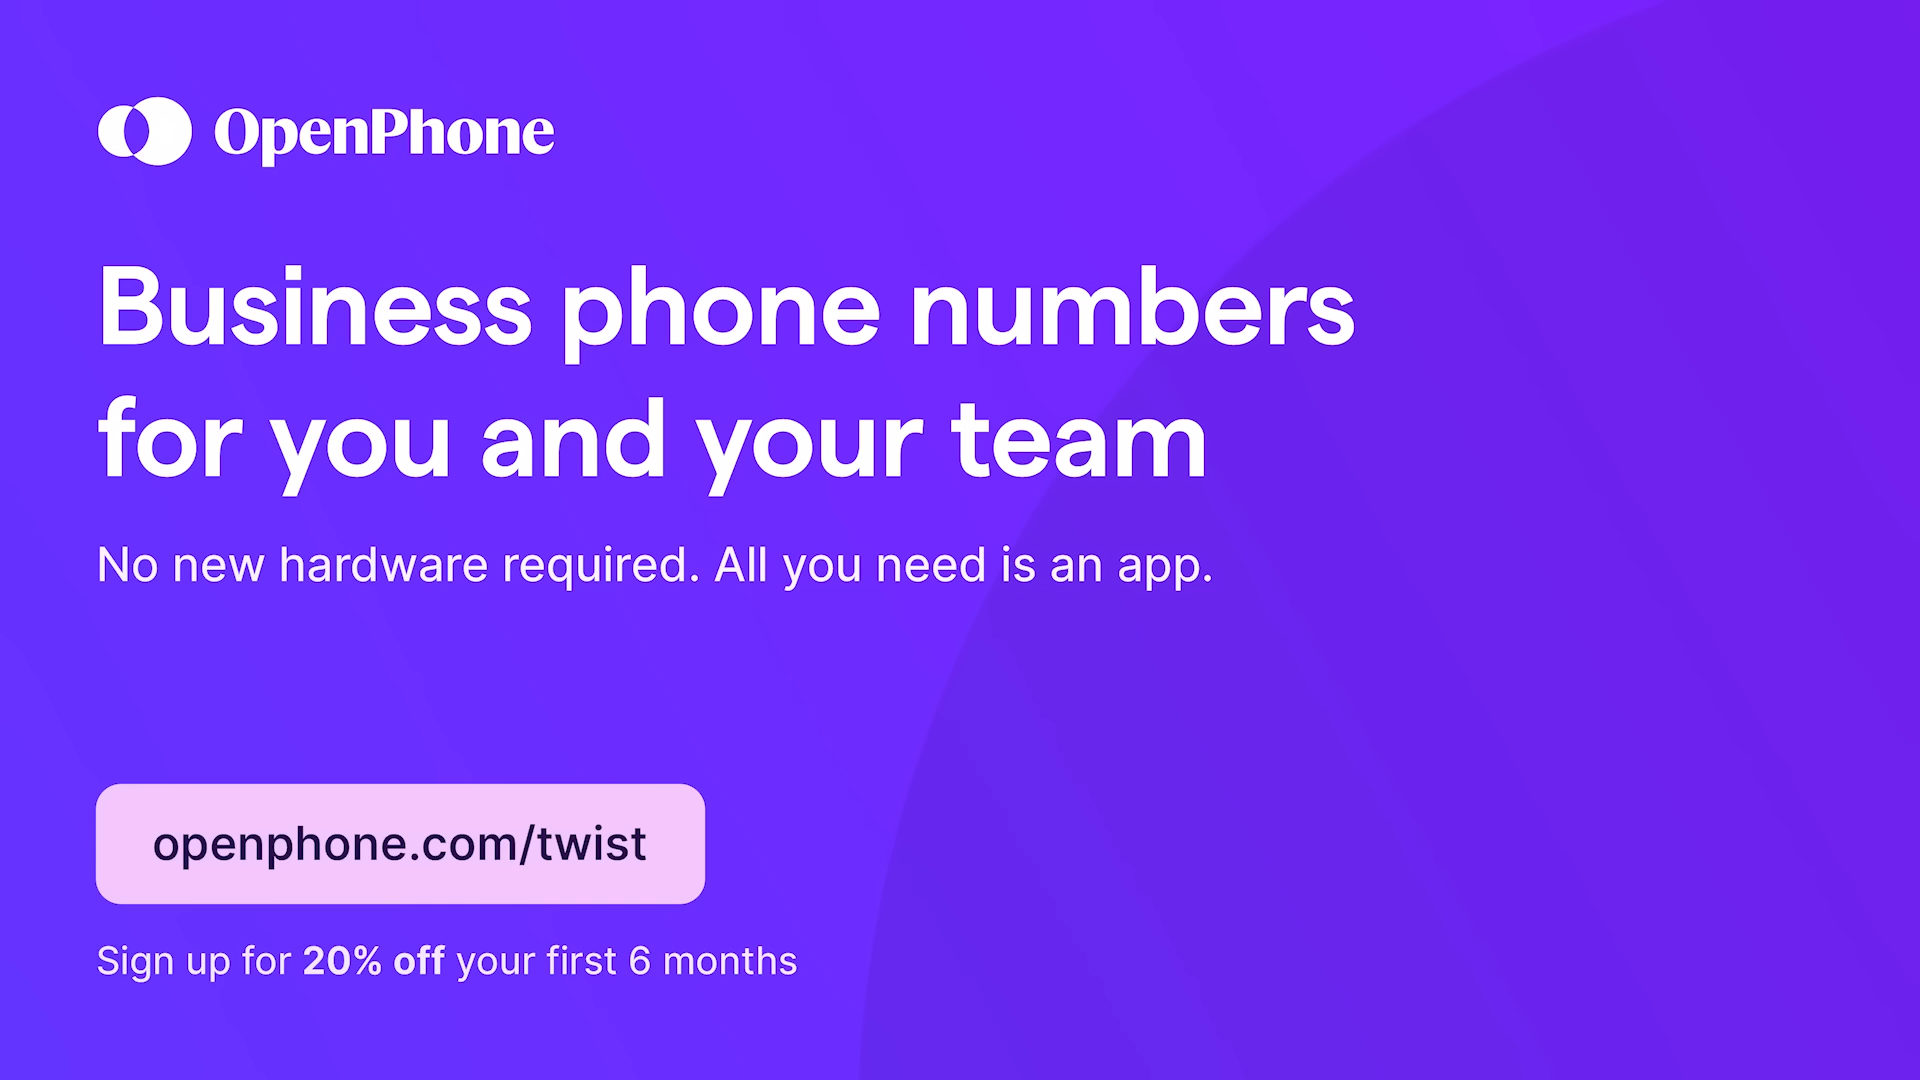 OpenPhone
Business phone numbers
for you and your team
No new hardware required. All you need is an app.
openphone.com/twist
Sign up for 20% off your first 6 months